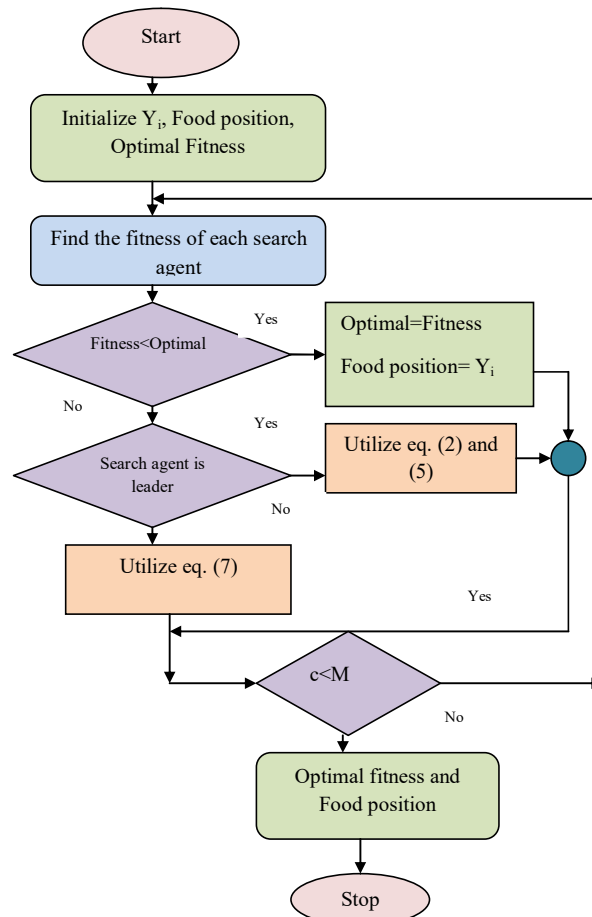 Start
Initialize Yᵢ, Food position,
Optimal Fitness
Find the fitness of each search
agent
Yes
Fitness<Optimal
Optimal=Fitness
Food position= Yᵢ
No
Yes
Search agent is
leader
Utilize eq. (2) and
(5)
No
Utilize eq. (7)
Yes
c<M
No
Optimal fitness and
Food position
Stop